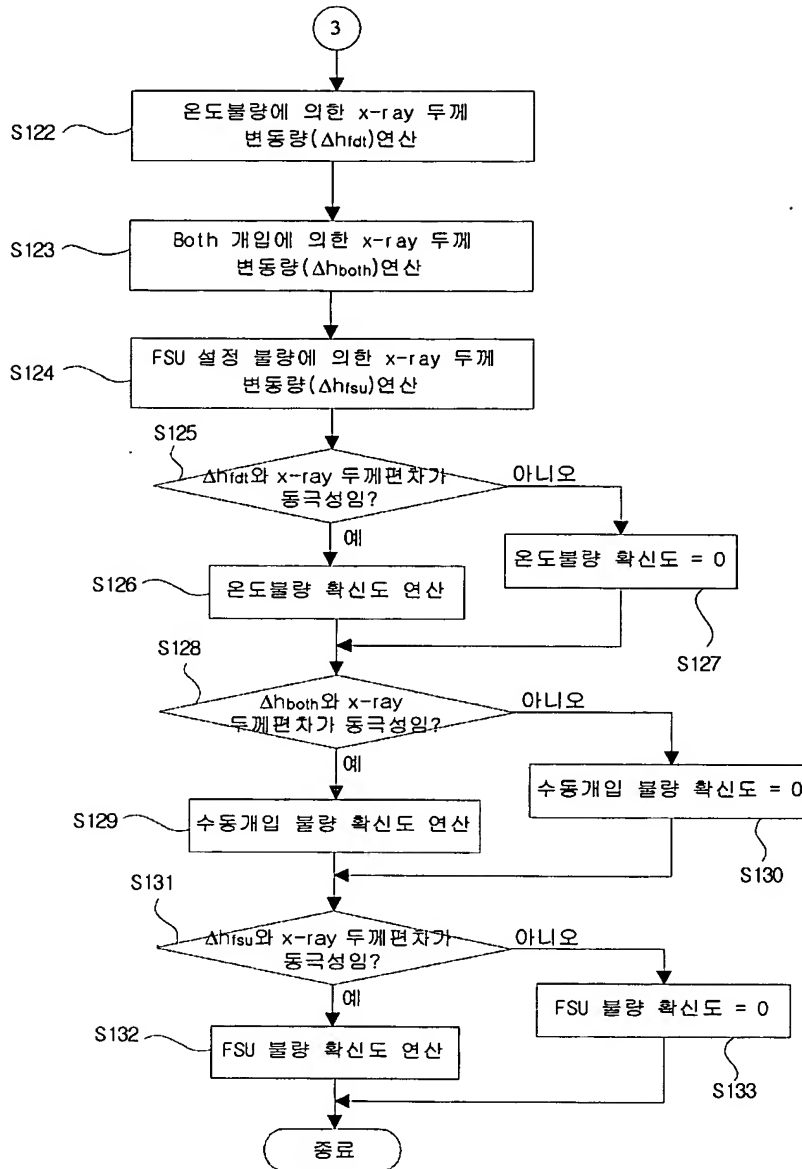 3
온도불량에 의한 x-ray 두께
변동량(Δhfdt)연산
S122
Both 개입에 의한 x-ray 두께
변동량(Δhboth)연산
S123
FSU 설정 불량에 의한 x-ray 두께
변동량(Δhfsu)연산
S124
S125
Δhfdt와 x-ray 두께편차가
동극성임?
아니오
예
온도불량 확신도 = 0
S127
온도불량 확신도 연산
S126
S128
Δhboth와 x-ray
두께편차가 동극성임?
아니오
예
수동개입 불량 확신도 = 0
S130
수동개입 불량 확신도 연산
S129
S131
Δhfsu와 x-ray 두께편차가
동극성임?
아니오
예
FSU 불량 확신도 = 0
S133
FSU 불량 확신도 연산
S132
종료